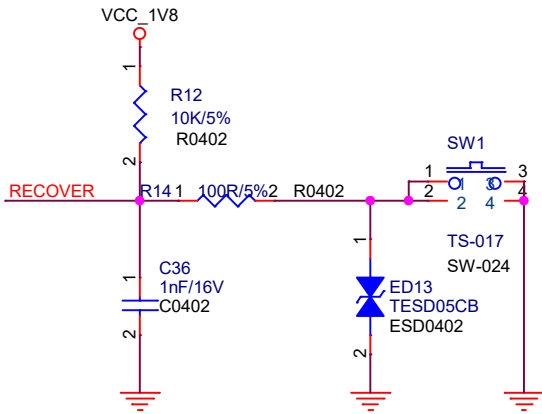 VCC_1V8
1
R12
10K/5%
R0402
2
SW1
RECOVER
R14 1 100R/5% 2 R0402
1 3
1 3
2 4
2 4
TS-017
SW-024
1
C36
1nF/16V
C0402
2
1
ED13
TESD05CB
ESD0402
2